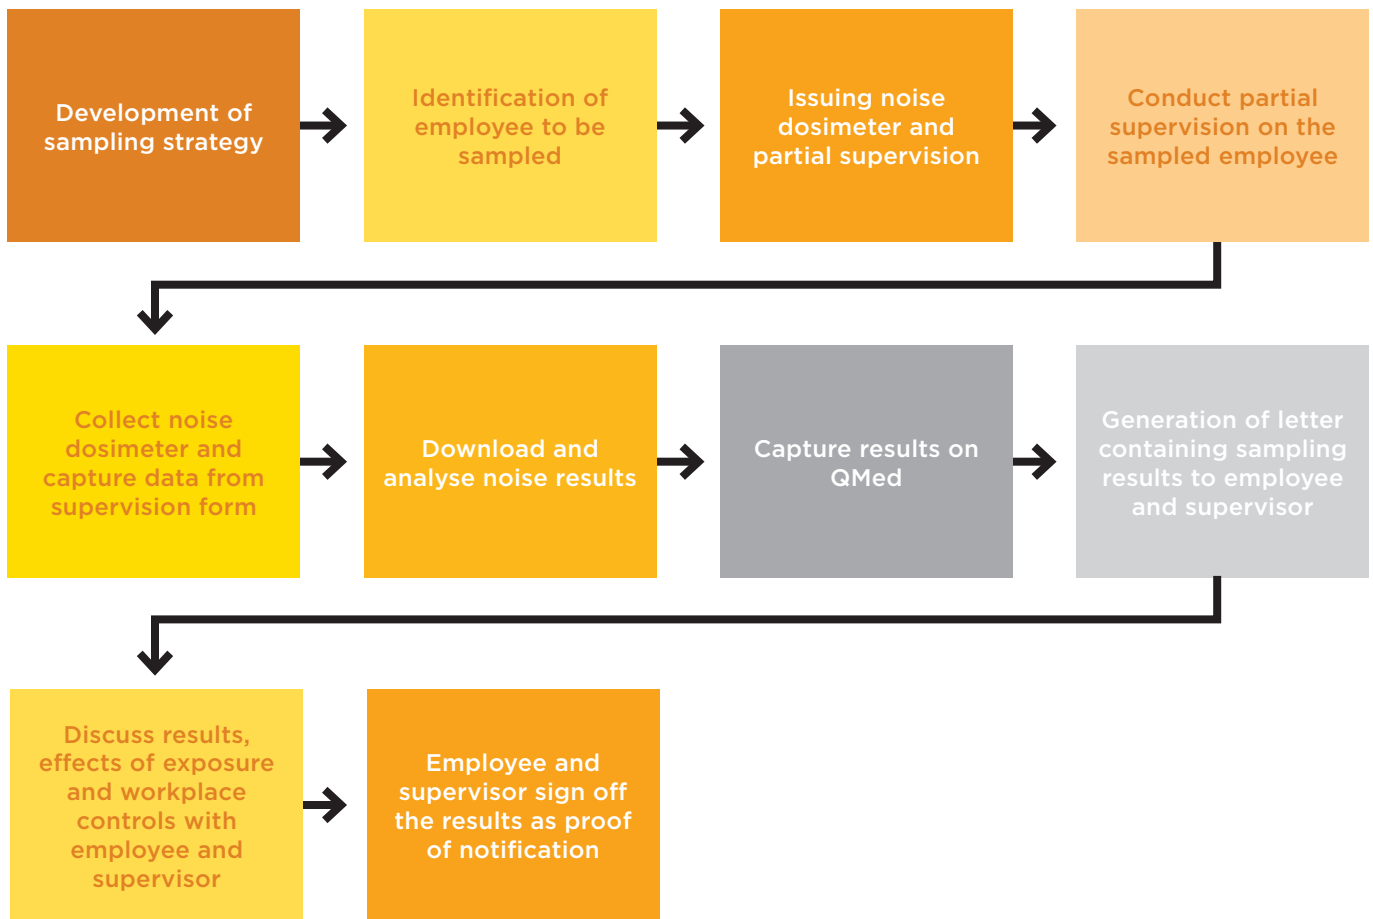 Development of
sampling strategy
Identification of
employee to be
sampled
Issuing noise
dosimeter and
partial supervision
Conduct partial
supervision on the
sampled employee
Collect noise
dosimeter and
capture data from
supervision form
Download and
analyse noise results
Capture results on
QMed
Generation of letter
containing sampling
results to employee
and supervisor
Discuss results,
effects of exposure
and workplace
controls with
employee and
supervisor
Employee and
supervisor sign off
the results as proof
of notification